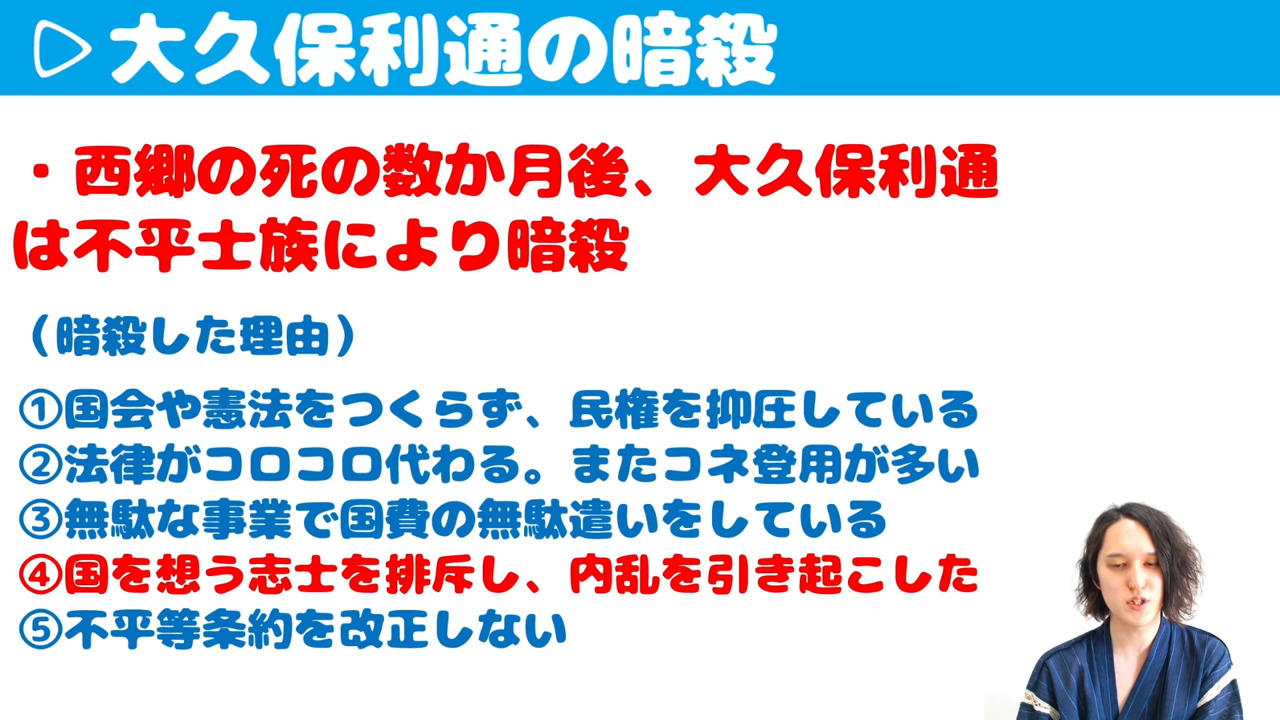 ▷大久保利通の暗殺
・西郷の死の数か月後、大久保利通
は不平士族により暗殺
（暗殺した理由）
①国会や憲法をつくらず、民権を抑圧している
②法律がコロコロ代わる。またコネ登用が多い
③無駄な事業で国費の無駄遣いをしている
④国を想う志士を排斥し、内乱を引き起こした
⑤不平等条約を改正しない